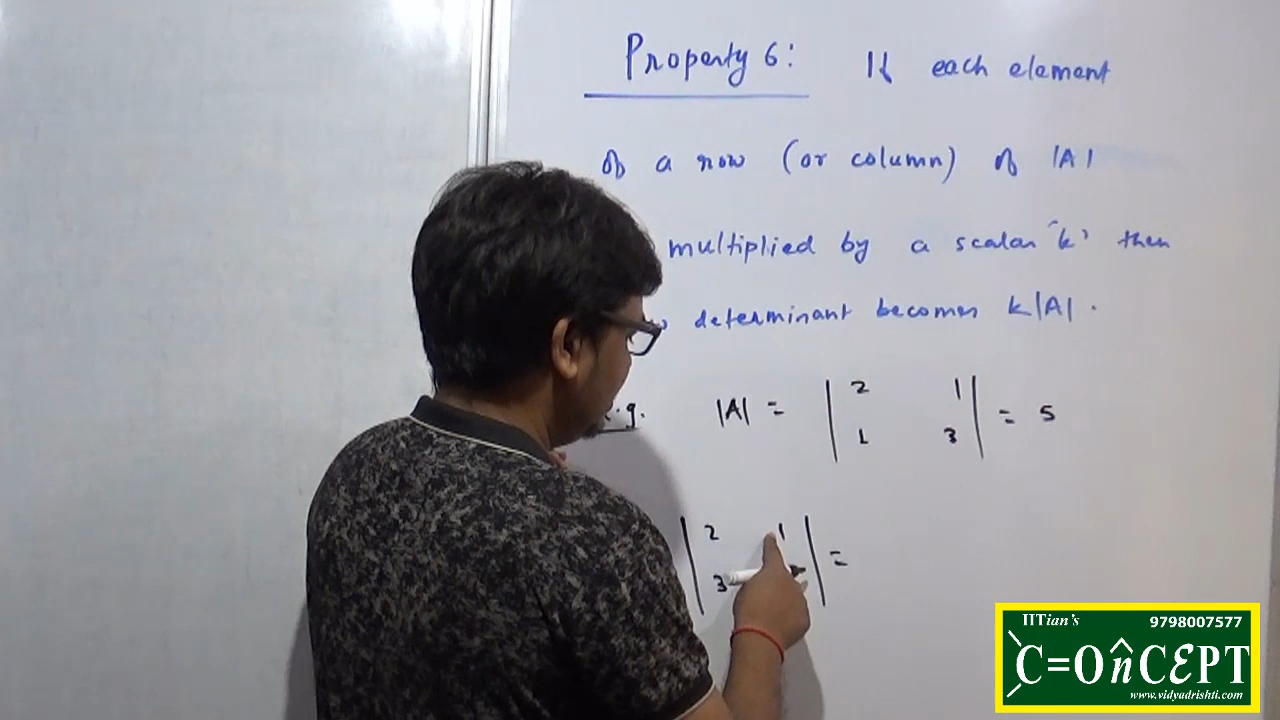 Property 6: If each element
of a row (or column) of |A|
multiplied by a scalar 'k' then
determinant becomes k|A|.
|A| = | 2 1 | = 5
| 1 3 |
| 2 1 | =
| 3
IITian's 9798007577
C=OnCEPT
www.vidyadrishti.com